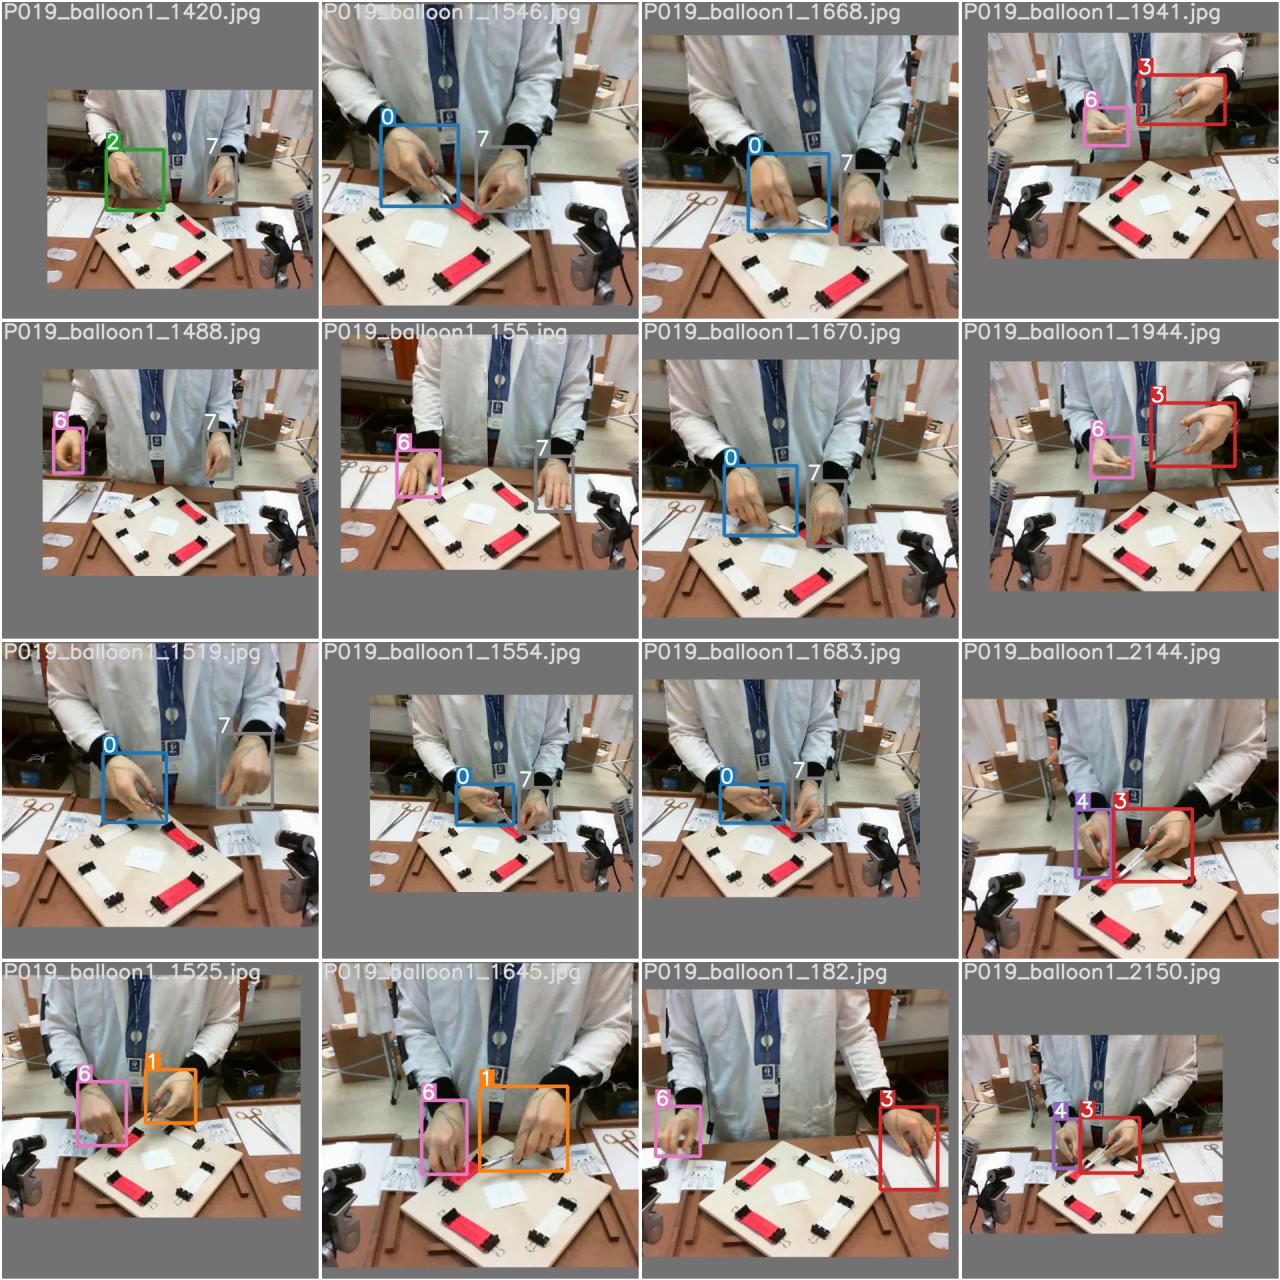 P019_balloon1_1420.jpg
2
7
P019_balloon1_1546.jpg
0
7
P019_balloon1_1668.jpg
0
7
P019_balloon1_1941.jpg
3
6
P019_balloon1_1488.jpg
6
7
P019_balloon1_155.jpg
6
7
P019_balloon1_1670.jpg
0
7
P019_balloon1_1944.jpg
3
6
P019_balloon1_1519.jpg
0
7
P019_balloon1_1554.jpg
0
7
P019_balloon1_1683.jpg
0
7
P019_balloon1_2144.jpg
4
3
P019_balloon1_1525.jpg
6
1
P019_balloon1_1645.jpg
6
1
P019_balloon1_182.jpg
6
3
P019_balloon1_2150.jpg
4
3